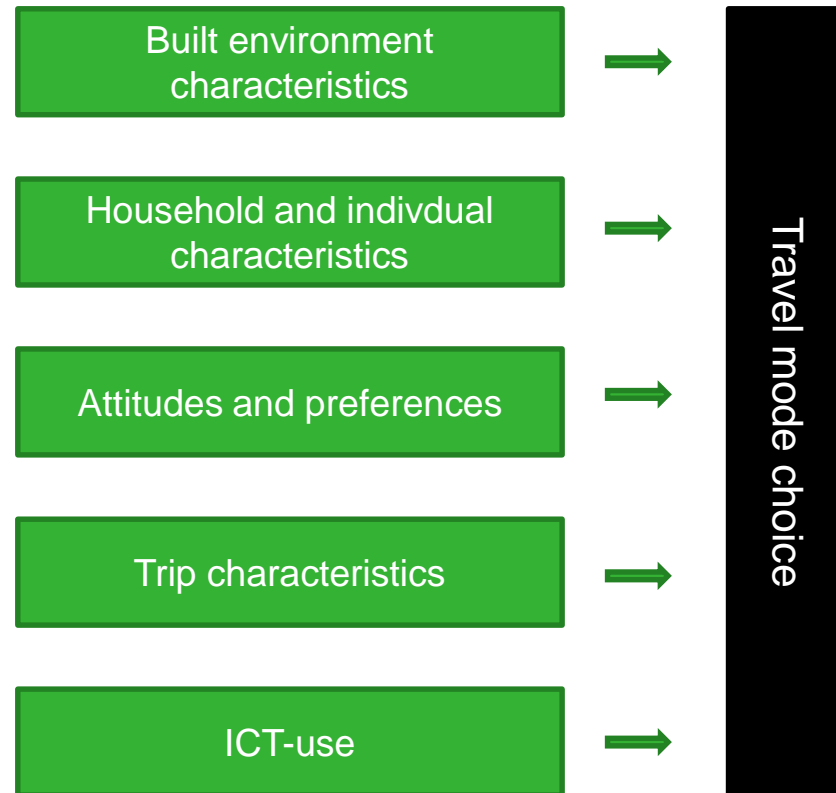 Built environment
characteristics
Household and indivdual
characteristics
Attitudes and preferences
Trip characteristics
ICT-use
Travel mode choice